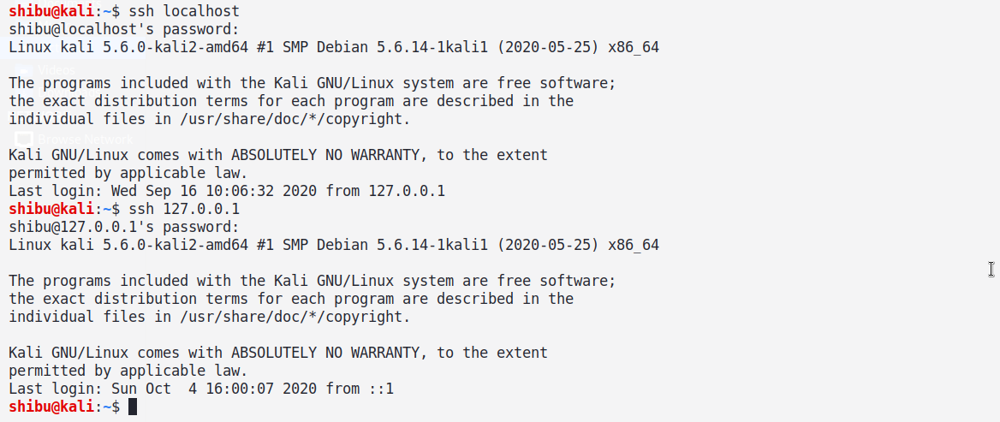 shibu@kali:~$ ssh localhost
shibu@localhost's password:
Linux kali 5.6.0-kali2-amd64 #1 SMP Debian 5.6.14-1kali1 (2020-05-25) x86_64
Videos
The programs included with the Kali GNU/Linux system are free software;
the exact distribution terms for each program are described in the
individual files in /usr/share/doc/*/copyright.
Browse Network
Kali GNU/Linux comes with ABSOLUTELY NO WARRANTY, to the extent
permitted by applicable law.
Last login: Wed Sep 16 10:06:32 2020 from 127.0.0.1
shibu@kali:~$ ssh 127.0.0.1
shibu@127.0.0.1's password:
Linux kali 5.6.0-kali2-amd64 #1 SMP Debian 5.6.14-1kali1 (2020-05-25) x86_64
The programs included with the Kali GNU/Linux system are free software;
the exact distribution terms for each program are described in the
individual files in /usr/share/doc/*/copyright.
Kali GNU/Linux comes with ABSOLUTELY NO WARRANTY, to the extent
permitted by applicable law.
Last login: Sun Oct  4 16:00:07 2020 from ::1
shibu@kali:~$